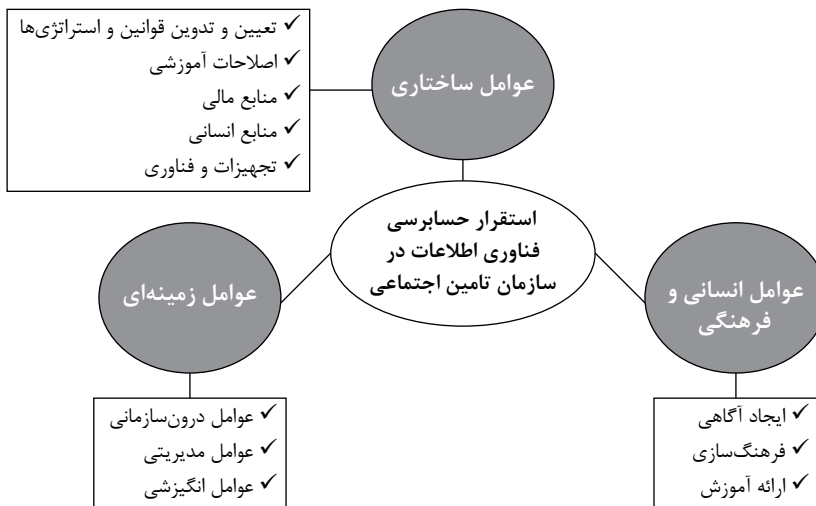 ✓ تعیین و تدوین قوانین و استراتژی‌ها
✓ اصلاحات آموزشی
✓ منابع مالی
✓ منابع انسانی
✓ تجهیزات و فناوری
عوامل ساختاری
استقرار حسابرسی
فناوری اطلاعات در
سازمان تامین اجتماعی
عوامل انسانی و
فرهنگی
✓ ایجاد آگاهی
✓ فرهنگ‌سازی
✓ ارائه آموزش
عوامل زمینه‌ای
✓ عوامل درون‌سازمانی
✓ عوامل مدیریتی
✓ عوامل انگیزشی